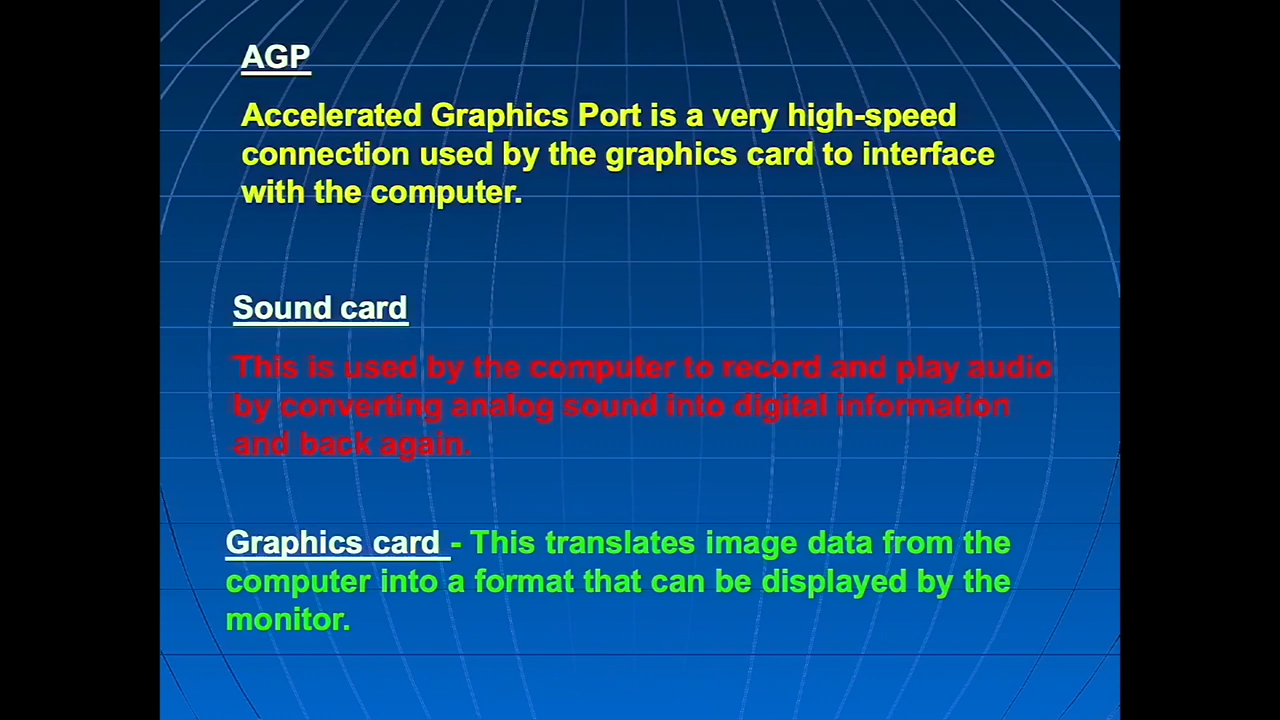 AGP
Accelerated Graphics Port is a very high-speed
connection used by the graphics card to interface
with the computer.
Sound card
This is used by the computer to record and play audio
by converting analog sound into digital information
and back again.
Graphics card - This translates image data from the
computer into a format that can be displayed by the
monitor.